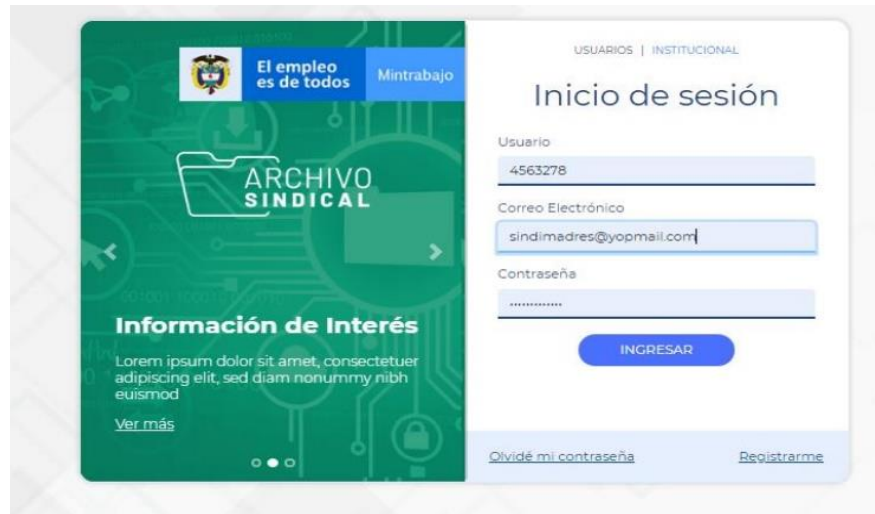 El empleo
es de todos
Mintrabajo
ARCHIVO
SINDICAL
Información de Interés
Lorem ipsum dolor sit amet, consectetuer
adipiscing elit, sed diam nonummy nibh
euismod
Ver más
USUARIOS | INSTITUCIONAL
Inicio de sesión
Usuario
4563278
Correo Electrónico
sindimadres@yopmail.com
Contraseña
•••••••••••••
INGRESAR
Olvidé mi contraseña
Registrarme